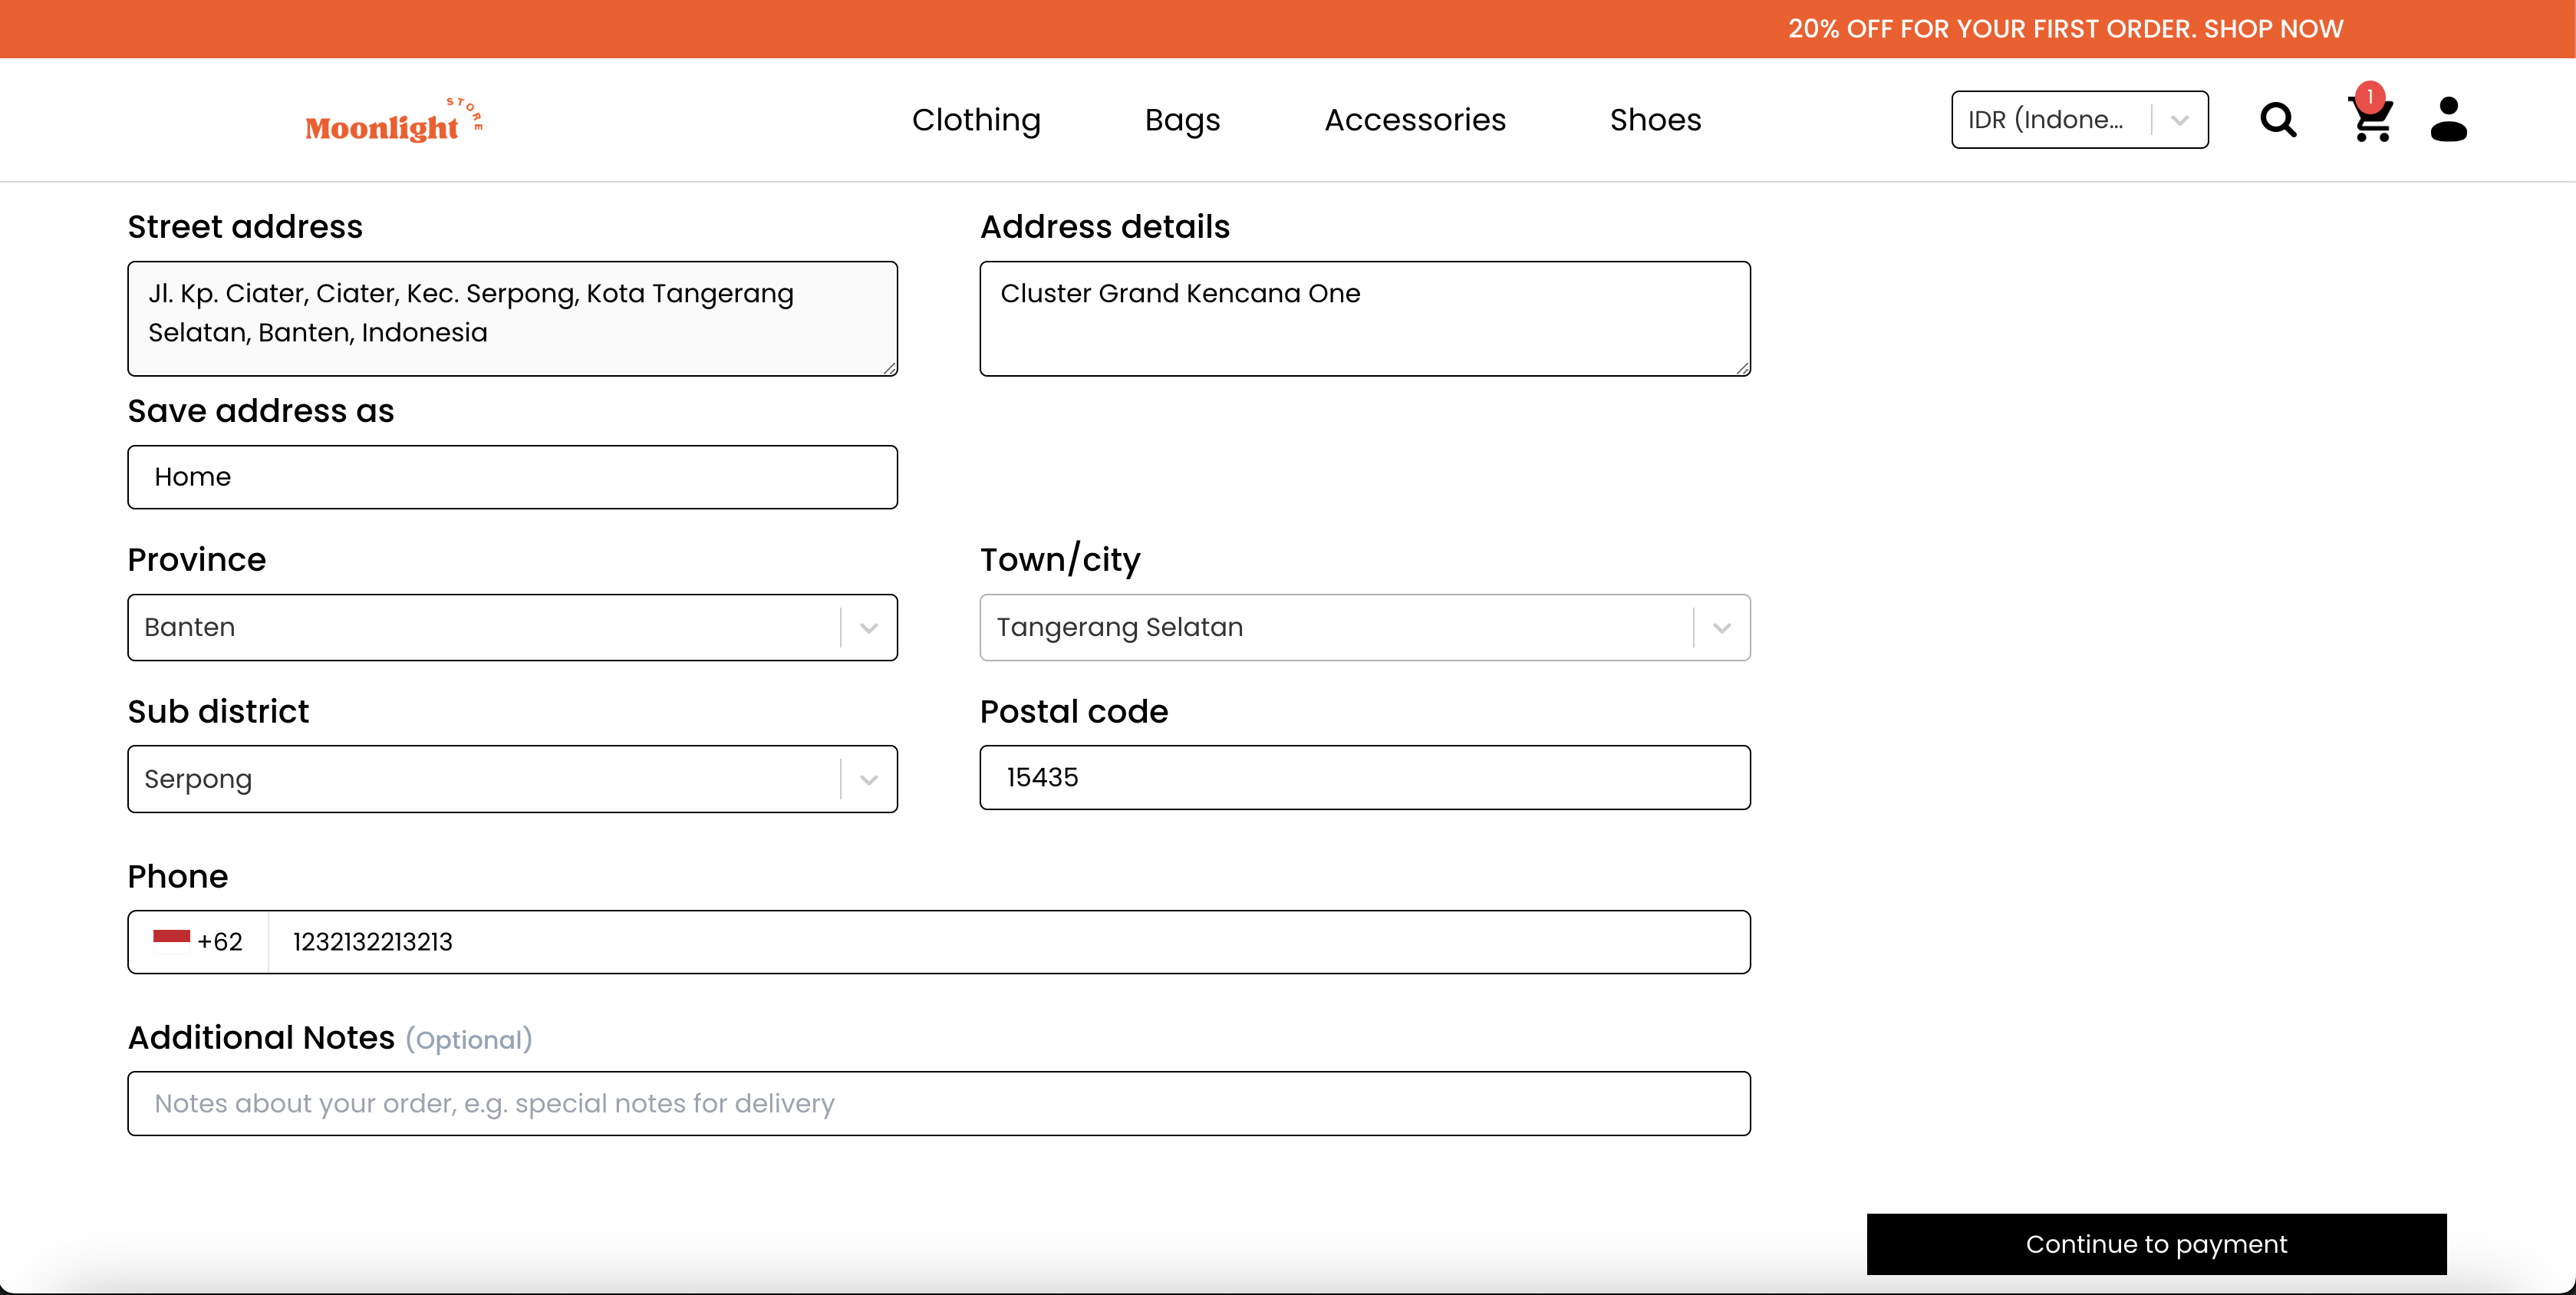 20% OFF FOR YOUR FIRST ORDER. SHOP NOW
Moonlight STORE
Clothing
Bags
Accessories
Shoes
IDR (Indone...
1
Street address
Address details
Jl. Kp. Ciater, Ciater, Kec. Serpong, Kota Tangerang
Selatan, Banten, Indonesia
Cluster Grand Kencana One
Save address as
Home
Province
Town/city
Banten
Tangerang Selatan
Sub district
Postal code
Serpong
15435
Phone
+62
1232132213213
Additional Notes (Optional)
Notes about your order, e.g. special notes for delivery
Continue to payment